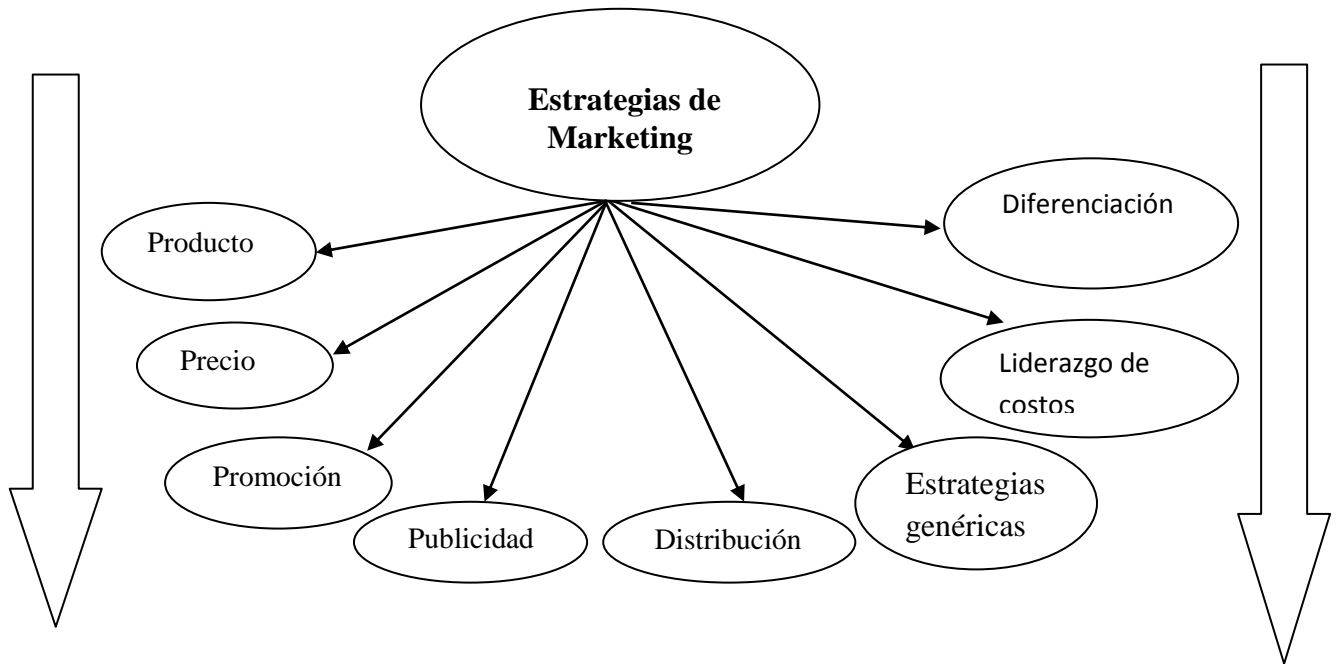 Estrategias de
Marketing
Diferenciación
Producto
Precio
Liderazgo de
costos
Promoción
Estrategias
genéricas
Publicidad
Distribución